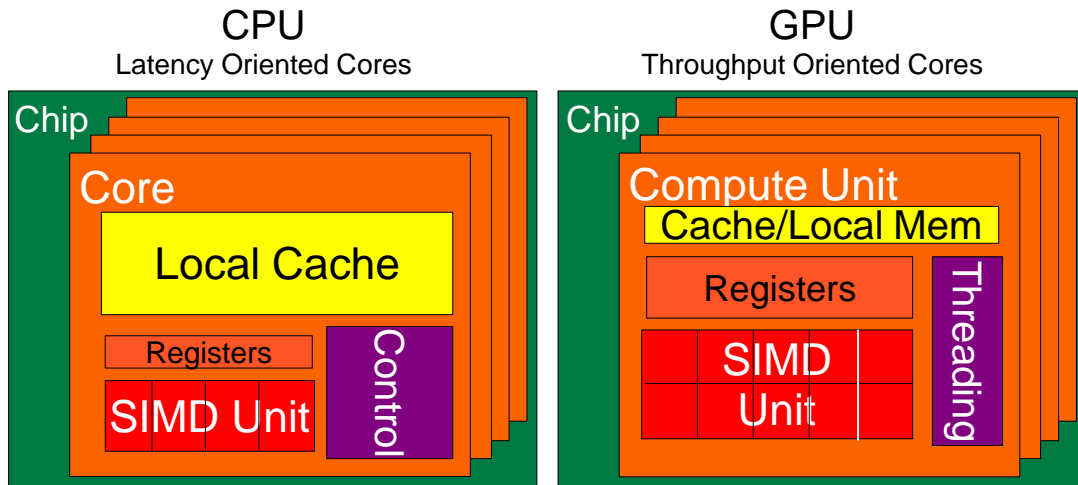 CPU
Latency Oriented Cores
Chip
Core
Local Cache
Registers
SIMD Unit
Control
GPU
Throughput Oriented Cores
Chip
Compute Unit
Cache/Local Mem
Registers
SIMD
Unit
Threading